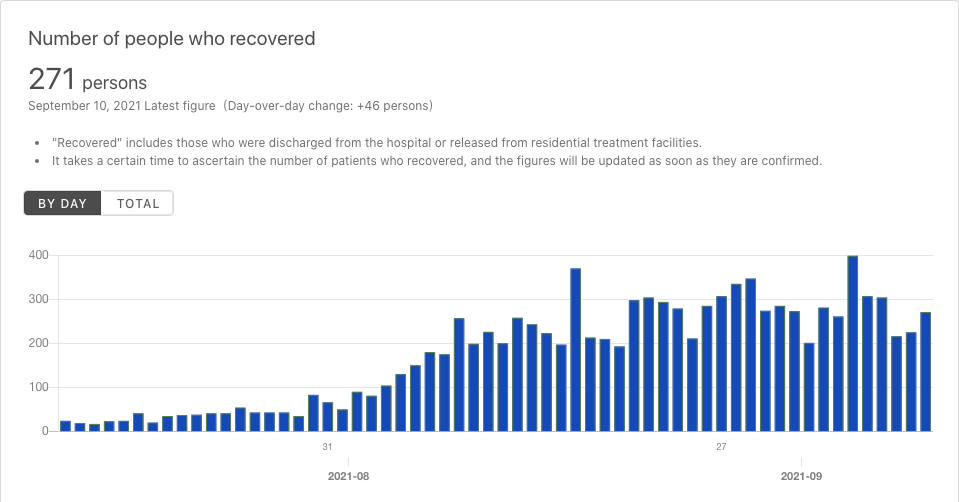 Number of people who recovered
271 persons
September 10, 2021 Latest figure (Day-over-day change: +46 persons)
• "Recovered" includes those who were discharged from the hospital or released from residential treatment facilities.
• It takes a certain time to ascertain the number of patients who recovered, and the figures will be updated as soon as they are confirmed.
BY DAY TOTAL
400
300
200
100
0
31 27
2021-08 2021-09